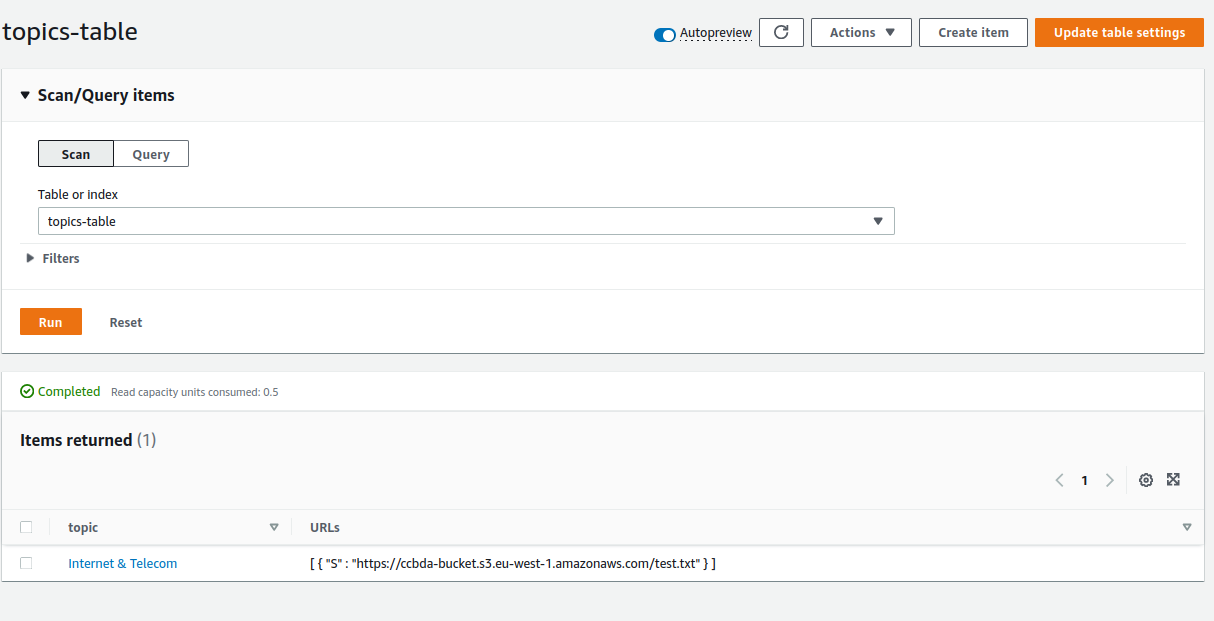 topics-table
Autopreview
Actions
Create item
Update table settings
Scan/Query items
Scan
Query
Table or index
topics-table
Filters
Run
Reset
Completed
Read capacity units consumed: 0.5
Items returned (1)
1
topic
URLs
Internet & Telecom
[ { "S" : "https://ccbda-bucket.s3.eu-west-1.amazonaws.com/test.txt" } ]